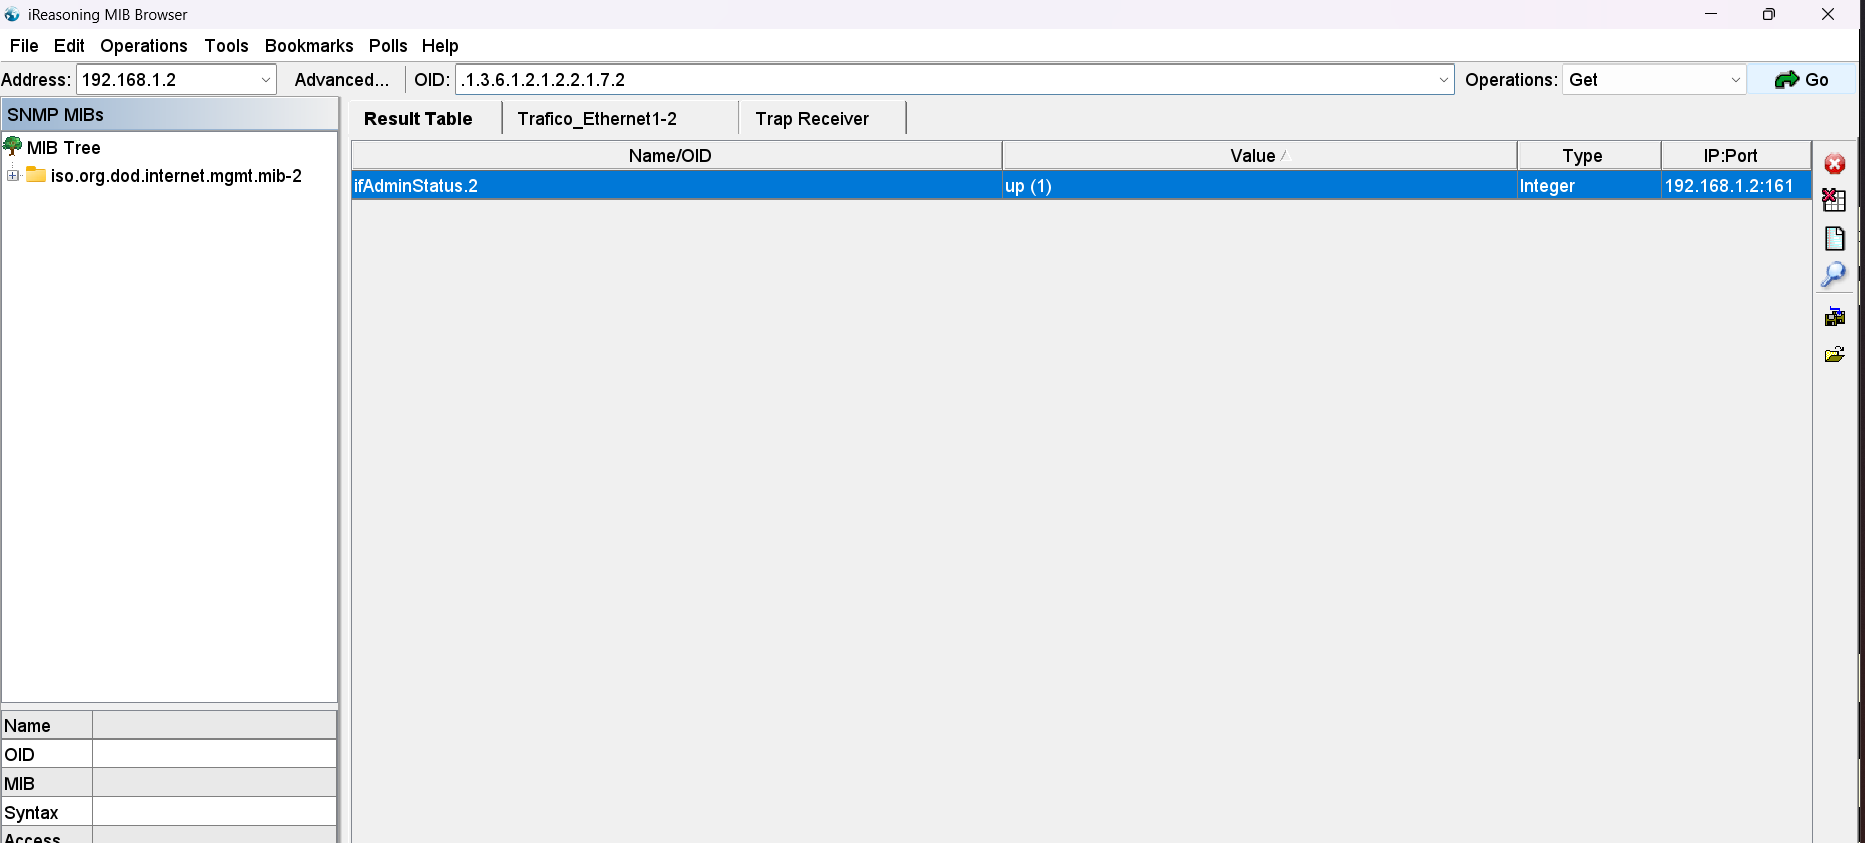 iReasoning MIB Browser
File Edit Operations Tools Bookmarks Polls Help
Address: 192.168.1.2 Advanced... OID: .1.3.6.1.2.1.2.2.1.7.2 Operations: Get Go
SNMP MIBs
MIB Tree
iso.org.dod.internet.mgmt.mib-2
Result Table Trafico_Ethernet1-2 Trap Receiver
Name/OID Value Type IP:Port
ifAdminStatus.2 up (1) Integer 192.168.1.2:161
Name
OID
MIB
Syntax
Access